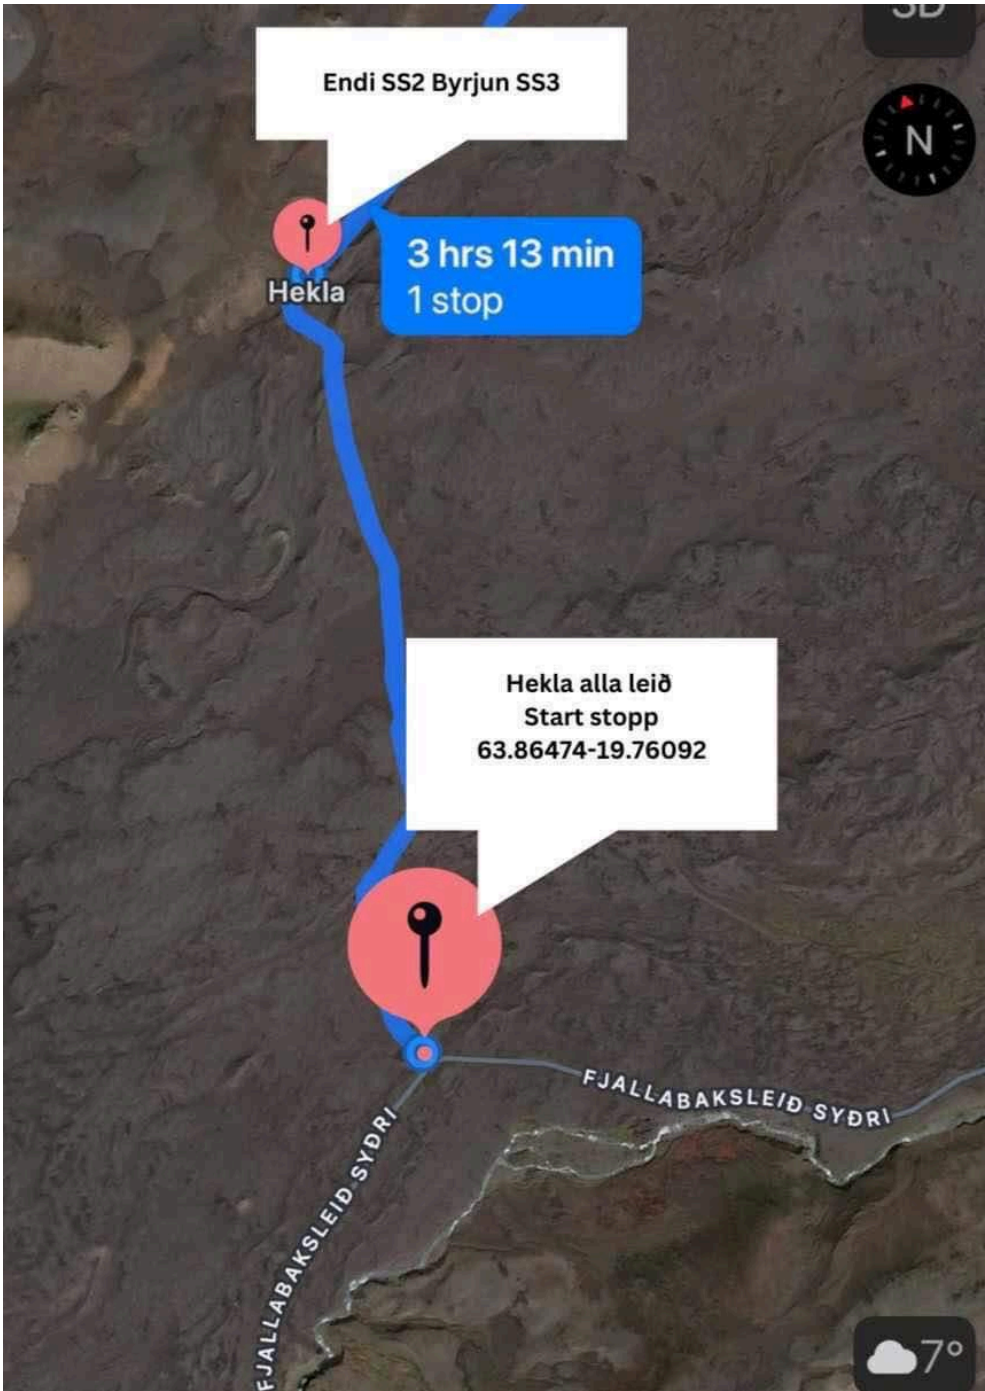 3D
Endi SS2 Byrjun SS3
N
3 hrs 13 min
1 stop
Hekla
Hekla alla leið
Start stopp
63.86474-19.76092
FJALLABAKSLEIÐ SYÐRI
FJALLABAKSLEIÐ SYÐRI
7°